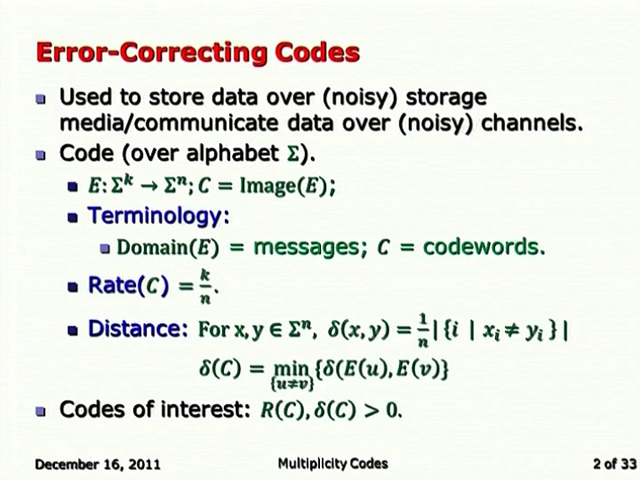 Error-Correcting Codes
Used to store data over (noisy) storage
media/communicate data over (noisy) channels.
Code (over alphabet Σ).
E: Σ^k → Σ^n; C = Image(E);
Terminology:
Domain(E) = messages; C = codewords.
Rate(C) = k/n.
Distance: For x, y ∈ Σ^n, δ(x, y) = 1/n |{i | x_i ≠ y_i}|
δ(C) = min_{u≠v} {δ(E(u), E(v)}
Codes of interest: R(C), δ(C) > 0.
December 16, 2011 Multiplicity Codes 2 of 33